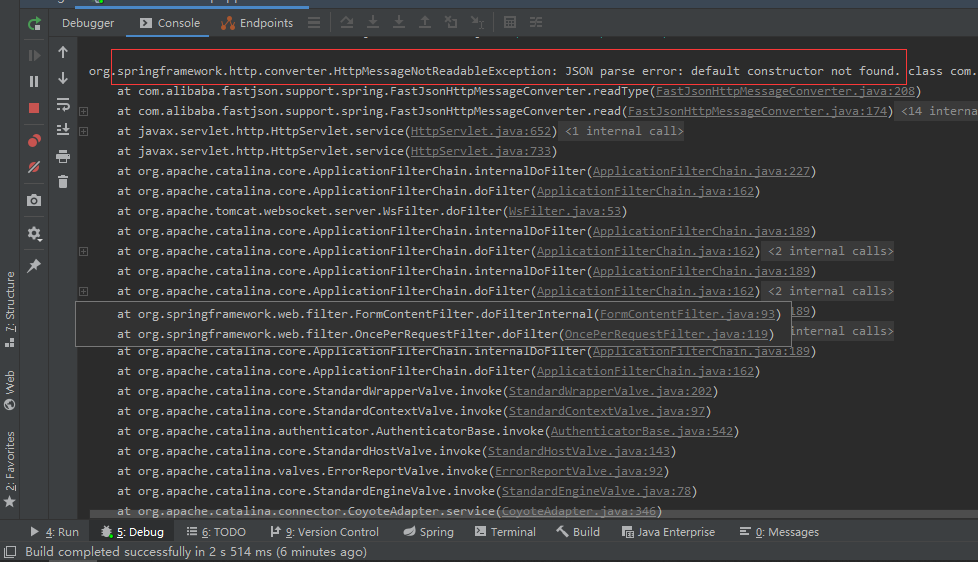 Debugger Console Endpoints
org.springframework.http.converter.HttpMessageNotReadableException: JSON parse error: default constructor not found. class com.
at com.alibaba.fastjson.support.spring.FastJsonHttpMessageConverter.readType(FastJsonHttpMessageConverter.java:208)
at com.alibaba.fastjson.support.spring.FastJsonHttpMessageConverter.read(FastJsonHttpMessageConverter.java:174) <14 interna
at javax.servlet.http.HttpServlet.service(HttpServlet.java:652) <1 internal call>
at javax.servlet.http.HttpServlet.service(HttpServlet.java:733)
at org.apache.catalina.core.ApplicationFilterChain.internalDoFilter(ApplicationFilterChain.java:227)
at org.apache.catalina.core.ApplicationFilterChain.doFilter(ApplicationFilterChain.java:162)
at org.apache.tomcat.websocket.server.WsFilter.doFilter(WsFilter.java:53)
at org.apache.catalina.core.ApplicationFilterChain.internalDoFilter(ApplicationFilterChain.java:189)
at org.apache.catalina.core.ApplicationFilterChain.doFilter(ApplicationFilterChain.java:162) <2 internal calls>
at org.apache.catalina.core.ApplicationFilterChain.internalDoFilter(ApplicationFilterChain.java:189)
at org.apache.catalina.core.ApplicationFilterChain.doFilter(ApplicationFilterChain.java:162) <2 internal calls>
at org.springframework.web.filter.FormContentFilter.doFilterInternal(FormContentFilter.java:93) 189)
at org.springframework.web.filter.OncePerRequestFilter.doFilter(OncePerRequestFilter.java:119) internal calls>
at org.apache.catalina.core.ApplicationFilterChain.internalDoFilter(ApplicationFilterChain.java:189)
at org.apache.catalina.core.ApplicationFilterChain.doFilter(ApplicationFilterChain.java:162)
at org.apache.catalina.core.StandardWrapperValve.invoke(StandardWrapperValve.java:202)
at org.apache.catalina.core.StandardContextValve.invoke(StandardContextValve.java:97)
at org.apache.catalina.authenticator.AuthenticatorBase.invoke(AuthenticatorBase.java:542)
at org.apache.catalina.core.StandardHostValve.invoke(StandardHostValve.java:143)
at org.apache.catalina.valves.ErrorReportValve.invoke(ErrorReportValve.java:92)
at org.apache.catalina.core.StandardEngineValve.invoke(StandardEngineValve.java:78)
at org.apache.catalina.connector.CoyoteAdapter.service(CoyoteAdapter.java:346)
7: Structure
Web
2: Favorites
4: Run 5: Debug 6: TODO 9: Version Control Spring Terminal Build Java Enterprise 0: Messages
Build completed successfully in 2 s 514 ms (6 minutes ago)